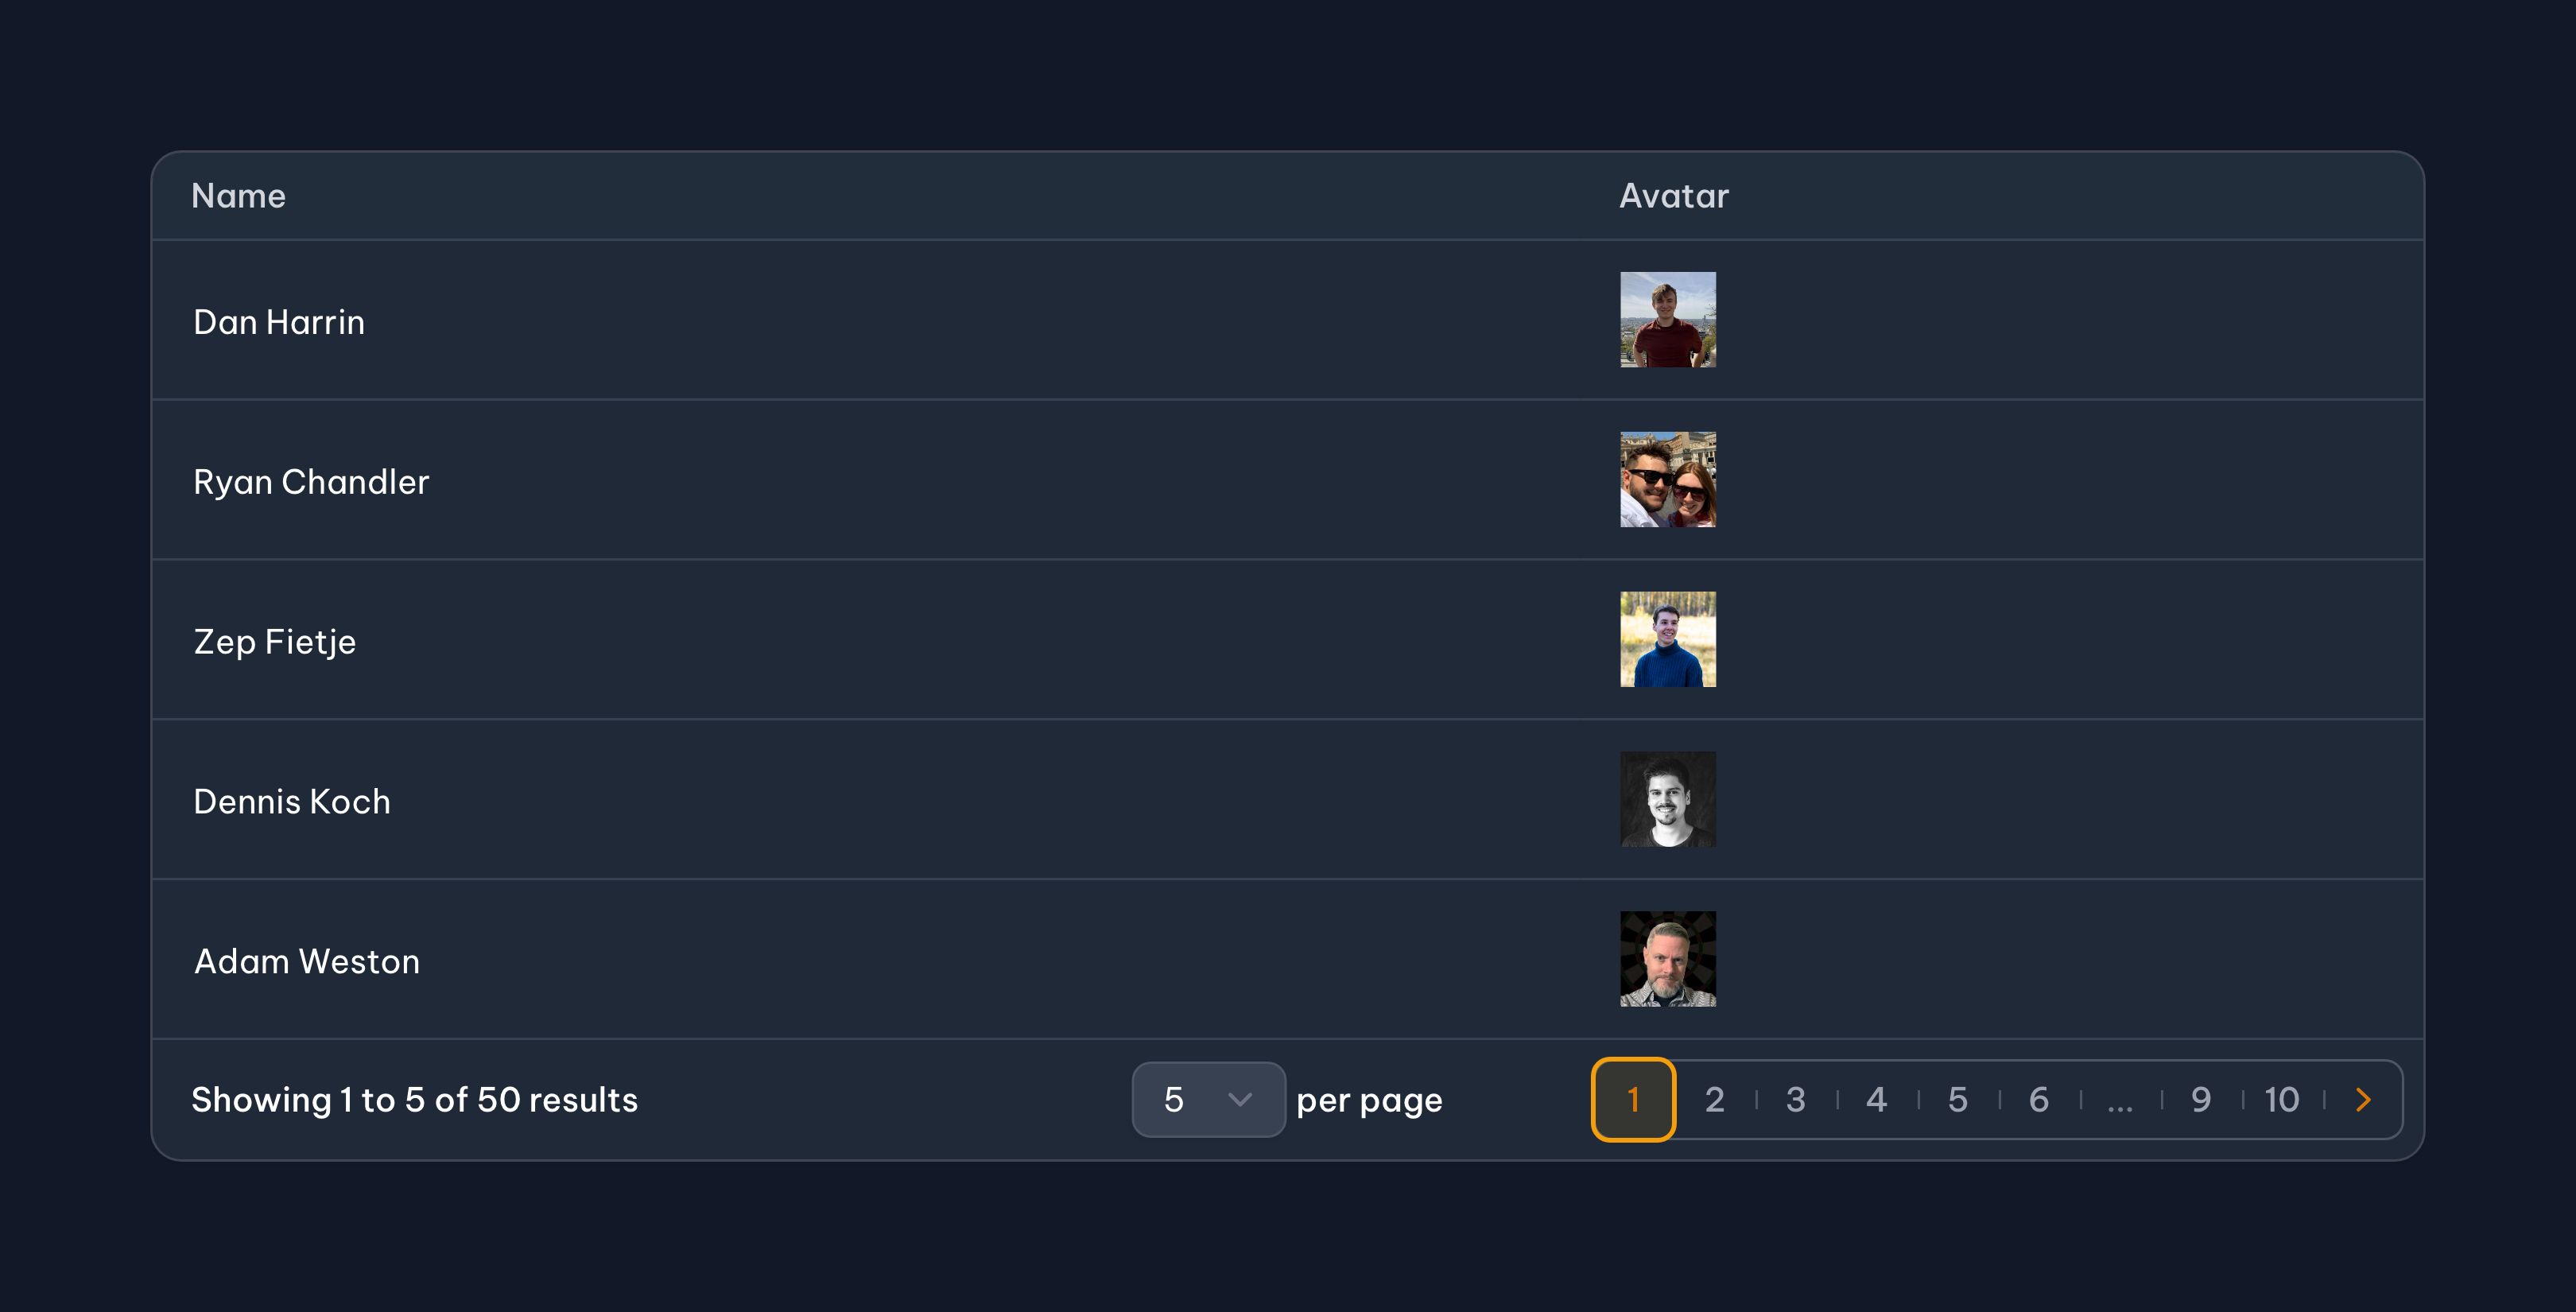 Name Avatar
Dan Harrin
Ryan Chandler
Zep Fietje
Dennis Koch
Adam Weston
Showing 1 to 5 of 50 results 5 per page 1 2 3 4 5 6 ... 9 10